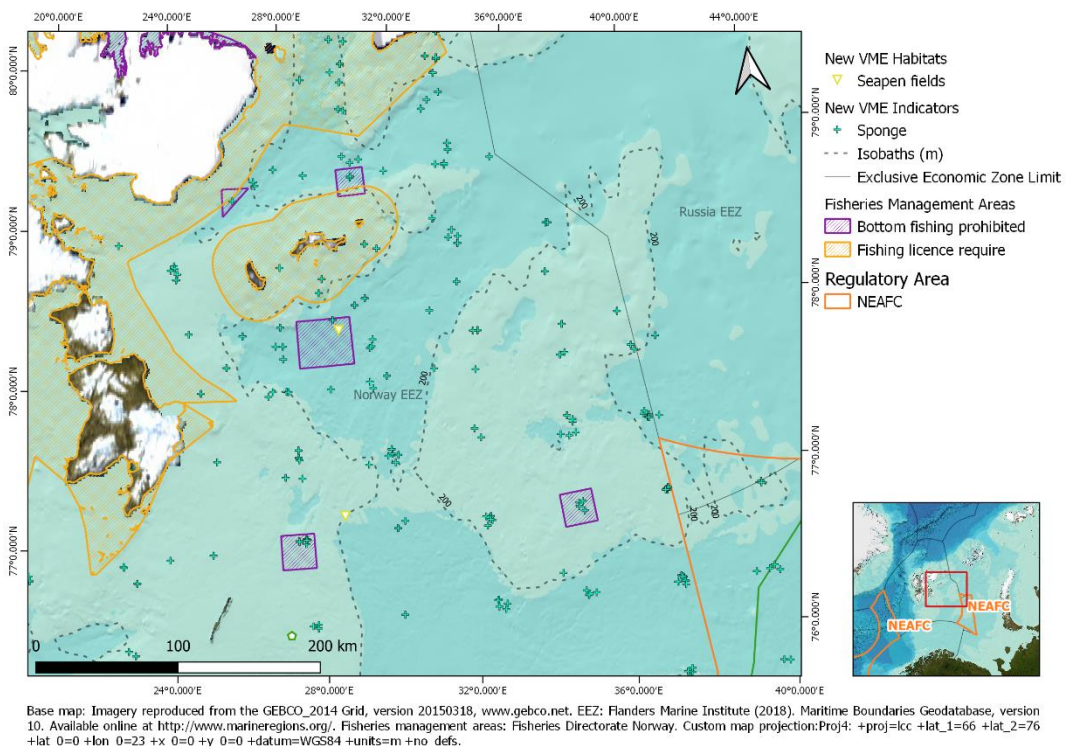 20°0.000'E 24°0.000'E 28°0.000'E 32°0.000'E 36°0.000'E 40°0.000'E 44°0.000'E
80°0.000'N
79°0.000'N
78°0.000'N
77°0.000'N
79°0.000'N
78°0.000'N
77°0.000'N
76°0.000'N
200
200
Russia EEZ
200
Norway EEZ
200
200
200
0 100 200 km
24°0.000'E 28°0.000'E 32°0.000'E 36°0.000'E 40°0.000'E
New VME Habitats
Seapen fields
New VME Indicators
Sponge
Isobaths (m)
Exclusive Economic Zone Limit
Fisheries Management Areas
Bottom fishing prohibited
Fishing licence require
Regulatory Area
NEAFC
NEAFC
NEAFC
Base map: Imagery reproduced from the GEBCO_2014 Grid, version 20150318, www.gebco.net. EEZ: Flanders Marine Institute (2018). Maritime Boundaries Geodatabase, version
10. Available online at http://www.marineregions.org/. Fisheries management areas: Fisheries Directorate Norway. Custom map projection:Proj4: +proj=lcc +lat_1=66 +lat_2=76
+lat_0=0 +lon_0=23 +x_0=0 +y_0=0 +datum=WGS84 +units=m +no_defs.